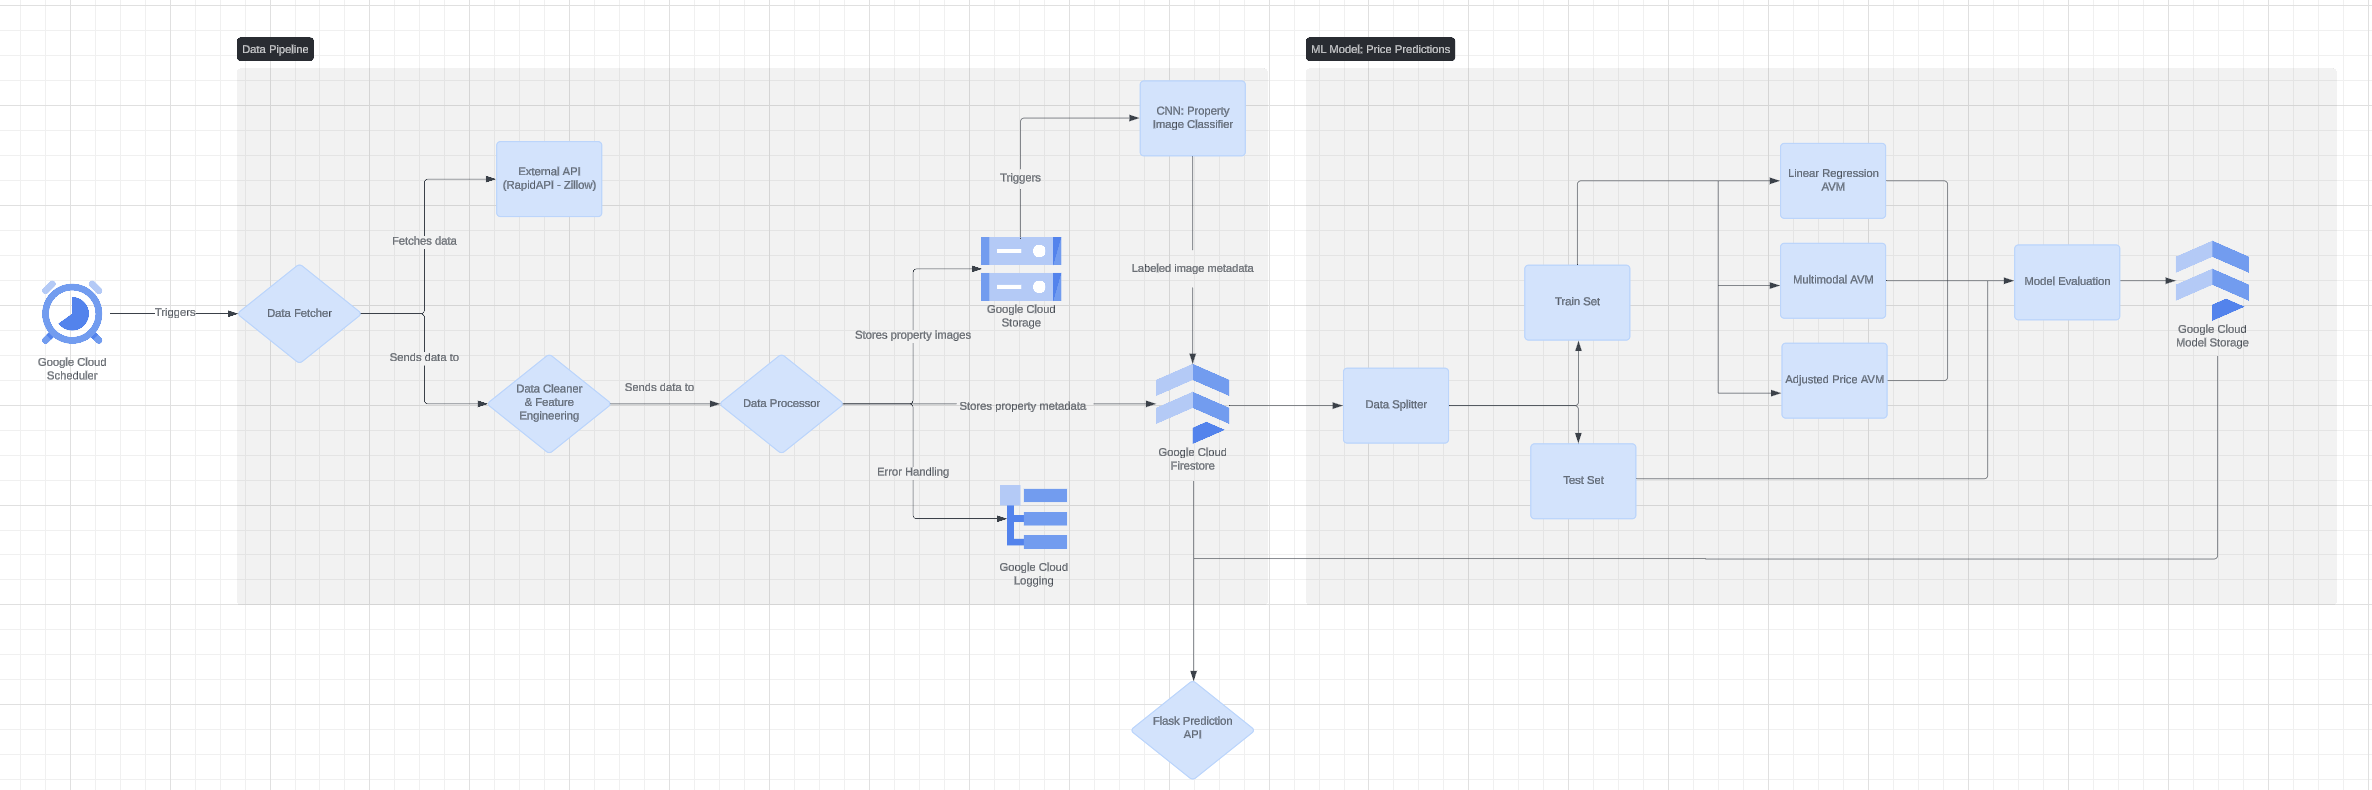 Data Pipeline
ML Model: Price Predictions
CNN: Property
Image Classifier
External API
(RapidAPI - Zillow)
Triggers
Fetches data
Labeled image metadata
Linear Regression
AVM
Multimodal AVM
Model Evaluation
Train Set
Google Cloud
Storage
Triggers
Data Fetcher
Google Cloud
Model Storage
Stores property images
Sends data to
Google Cloud
Scheduler
Adjusted Price AVM
Data Cleaner
& Feature
Engineering
Sends data to
Data Processor
Stores property metadata
Data Splitter
Google Cloud
Firestore
Error Handling
Test Set
Google Cloud
Logging
Flask Prediction
API